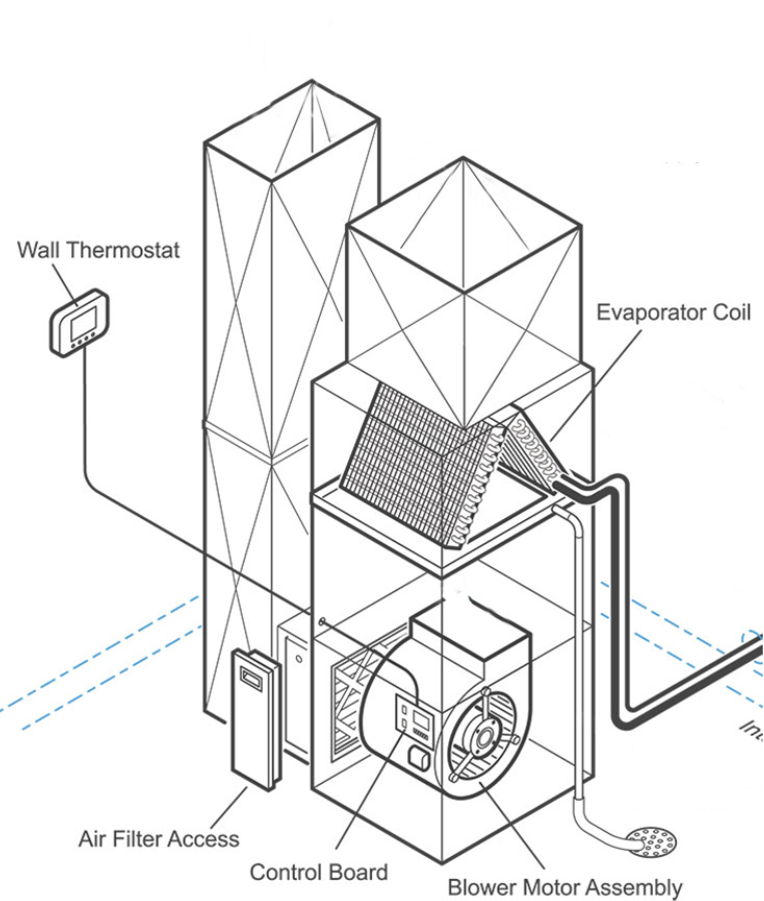 Wall Thermostat
Evaporator Coil
Air Filter Access
Control Board
Blower Motor Assembly